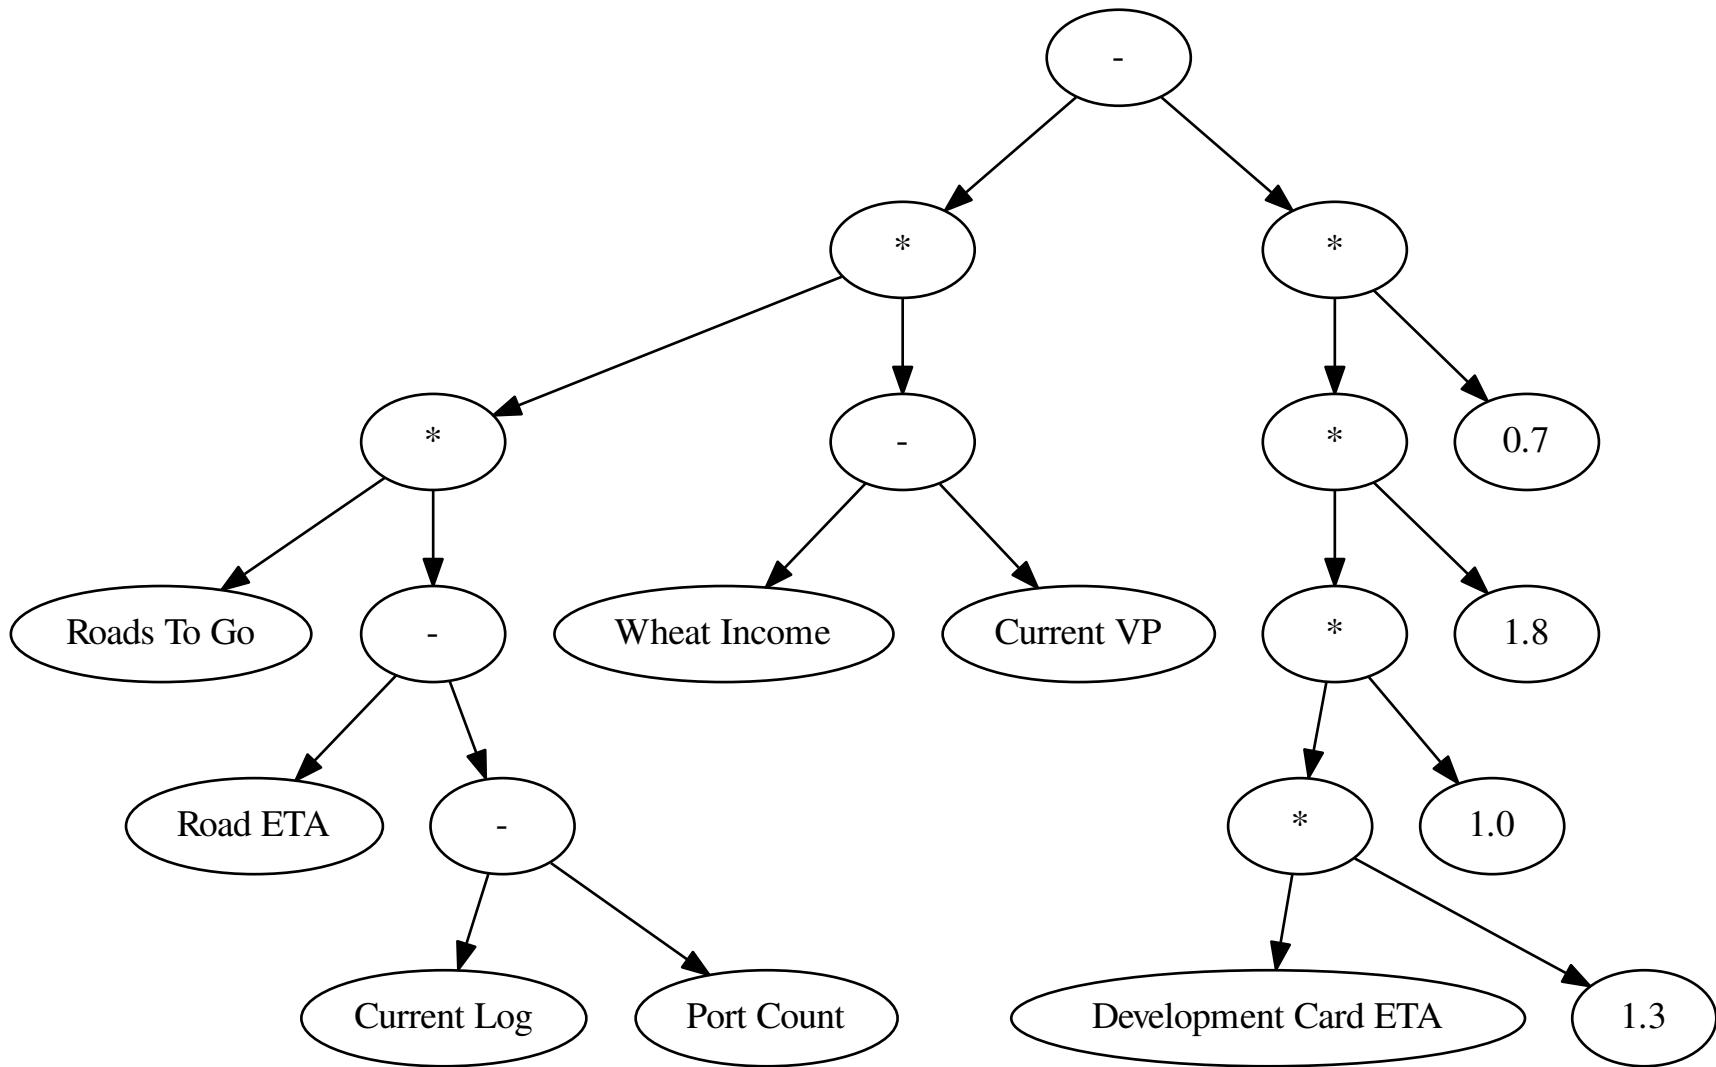 -
* *
* - * 0.7
Roads To Go - Wheat Income Current VP * 1.8
Road ETA - * 1.0
Current Log Port Count Development Card ETA 1.3